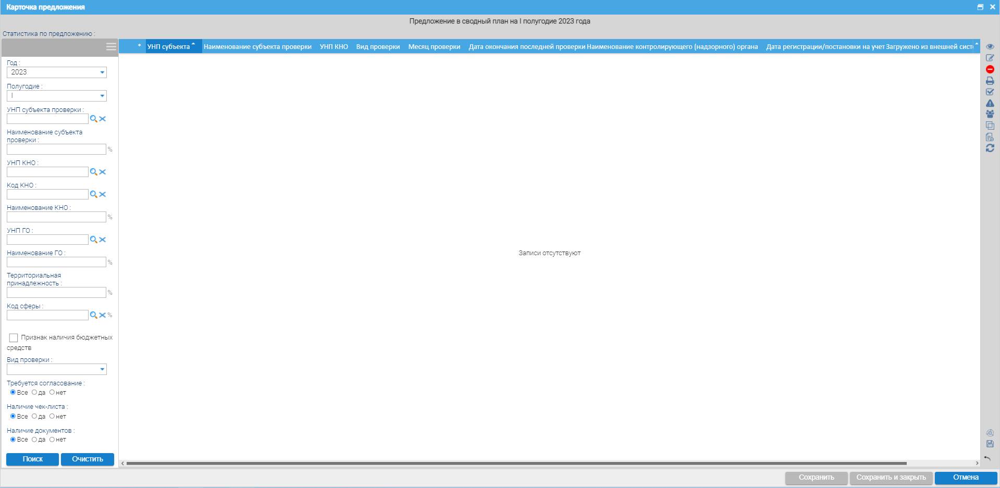 Карточка предложения
Предложение в сводный план на I полугодие 2023 года
Статистика по предложению :
* УНП субъекта Наименование субъекта проверки УНП КНО Вид проверки Месяц проверки Дата окончания последней проверки Наименование контролирующего (надзорного) органа Дата регистрации/постановки на учет Загружено из внешней
Год :
2023
Полугодие :
I
УНП субъекта проверки :
Наименование субъекта
проверки :
%
УНП КНО :
Код КНО :
Наименование КНО :
%
УНП ГО :
Записи отсутствуют
Наименование ГО :
%
Территориальная
принадлежность :
%
Код сферы :
%
Признак наличия бюджетных
средств
Вид проверки :
Требуется согласование :
Все да нет
Наличие чек-листа :
Все да нет
Наличие документов :
Все да нет
Поиск Очистить
Сохранить Сохранить и закрыть Отмена